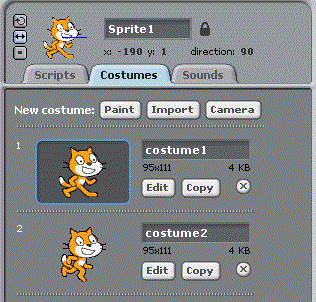 Sprite1
x: -190 y: 1 direction: 90
Scripts Costumes Sounds
New costume: Paint Import Camera
1 costume1
95x111 4 KB
Edit Copy
2 costume2
95x111 4 KB
Edit Copy